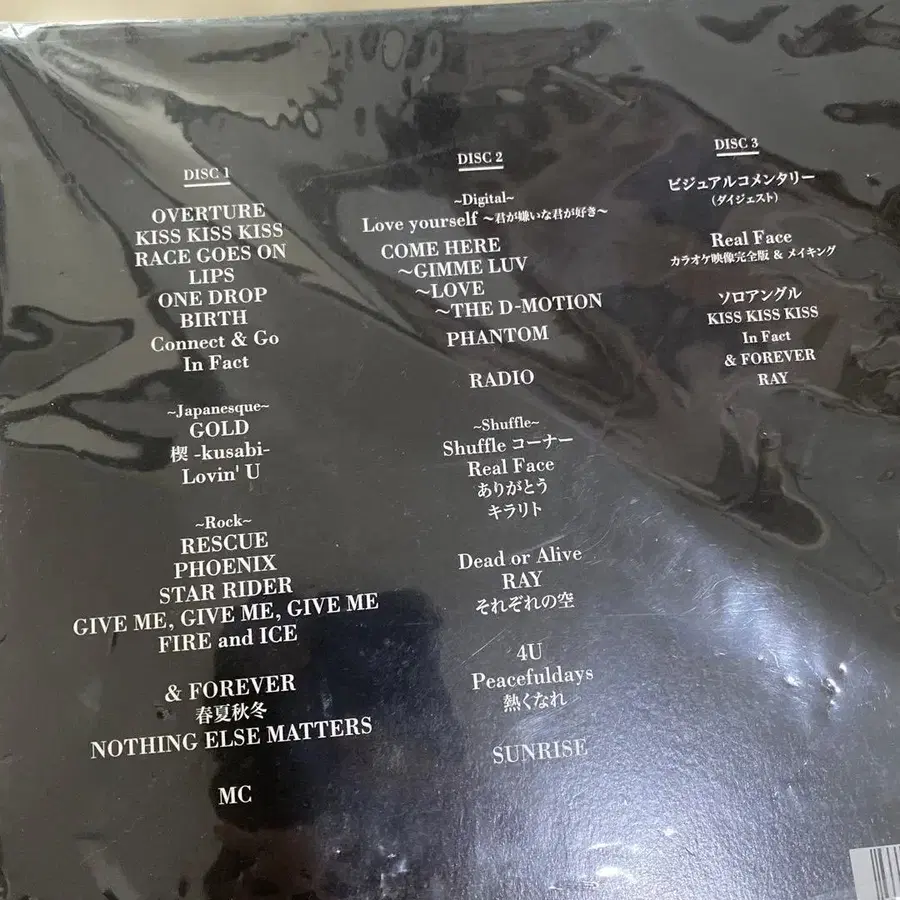 DISC 1
OVERTURE
KISS KISS KISS
RACE GOES ON
LIPS
ONE DROP
BIRTH
Connect & Go
In Fact
~Japanesque~
GOLD
楔 -kusabi-
Lovin' U
~Rock~
RESCUE
PHOENIX
STAR RIDER
GIVE ME, GIVE ME, GIVE ME
FIRE and ICE
& FOREVER
春夏秋冬
NOTHING ELSE MATTERS
MC
DISC 2
~Digital~
Love yourself ～君が嫌いな君が好き～
COME HERE
～GIMME LUV
～LOVE
～THE D-MOTION
PHANTOM
RADIO
~Shuffle~
Shuffle コーナー
Real Face
ありがとう
キラリト
Dead or Alive
RAY
それぞれの空
4U
Peacefuldays
熱くなれ
SUNRISE
DISC 3
ビジュアルコメンタリー
(ダイジェスト)
Real Face
カラオケ映像完全版 & メイキング
ソロアングル
KISS KISS KISS
In Fact
& FOREVER
RAY